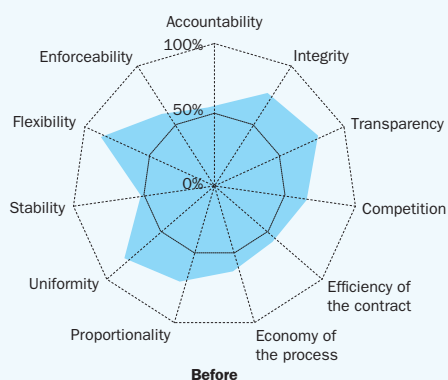 Accountability
100%
Enforceability
Integrity
50%
Flexibility
Transparency
0%
Stability
Competition
Uniformity
Efficiency of
the contract
Proportionality
Economy of
the process
Before